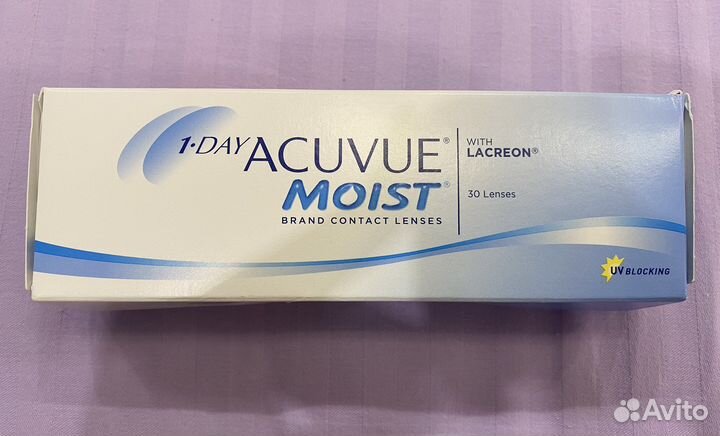 1·DAY ACUVUE®
MOIST®
BRAND CONTACT LENSES
WITH
LACREON®
30 Lenses
UV BLOCKING
Avito